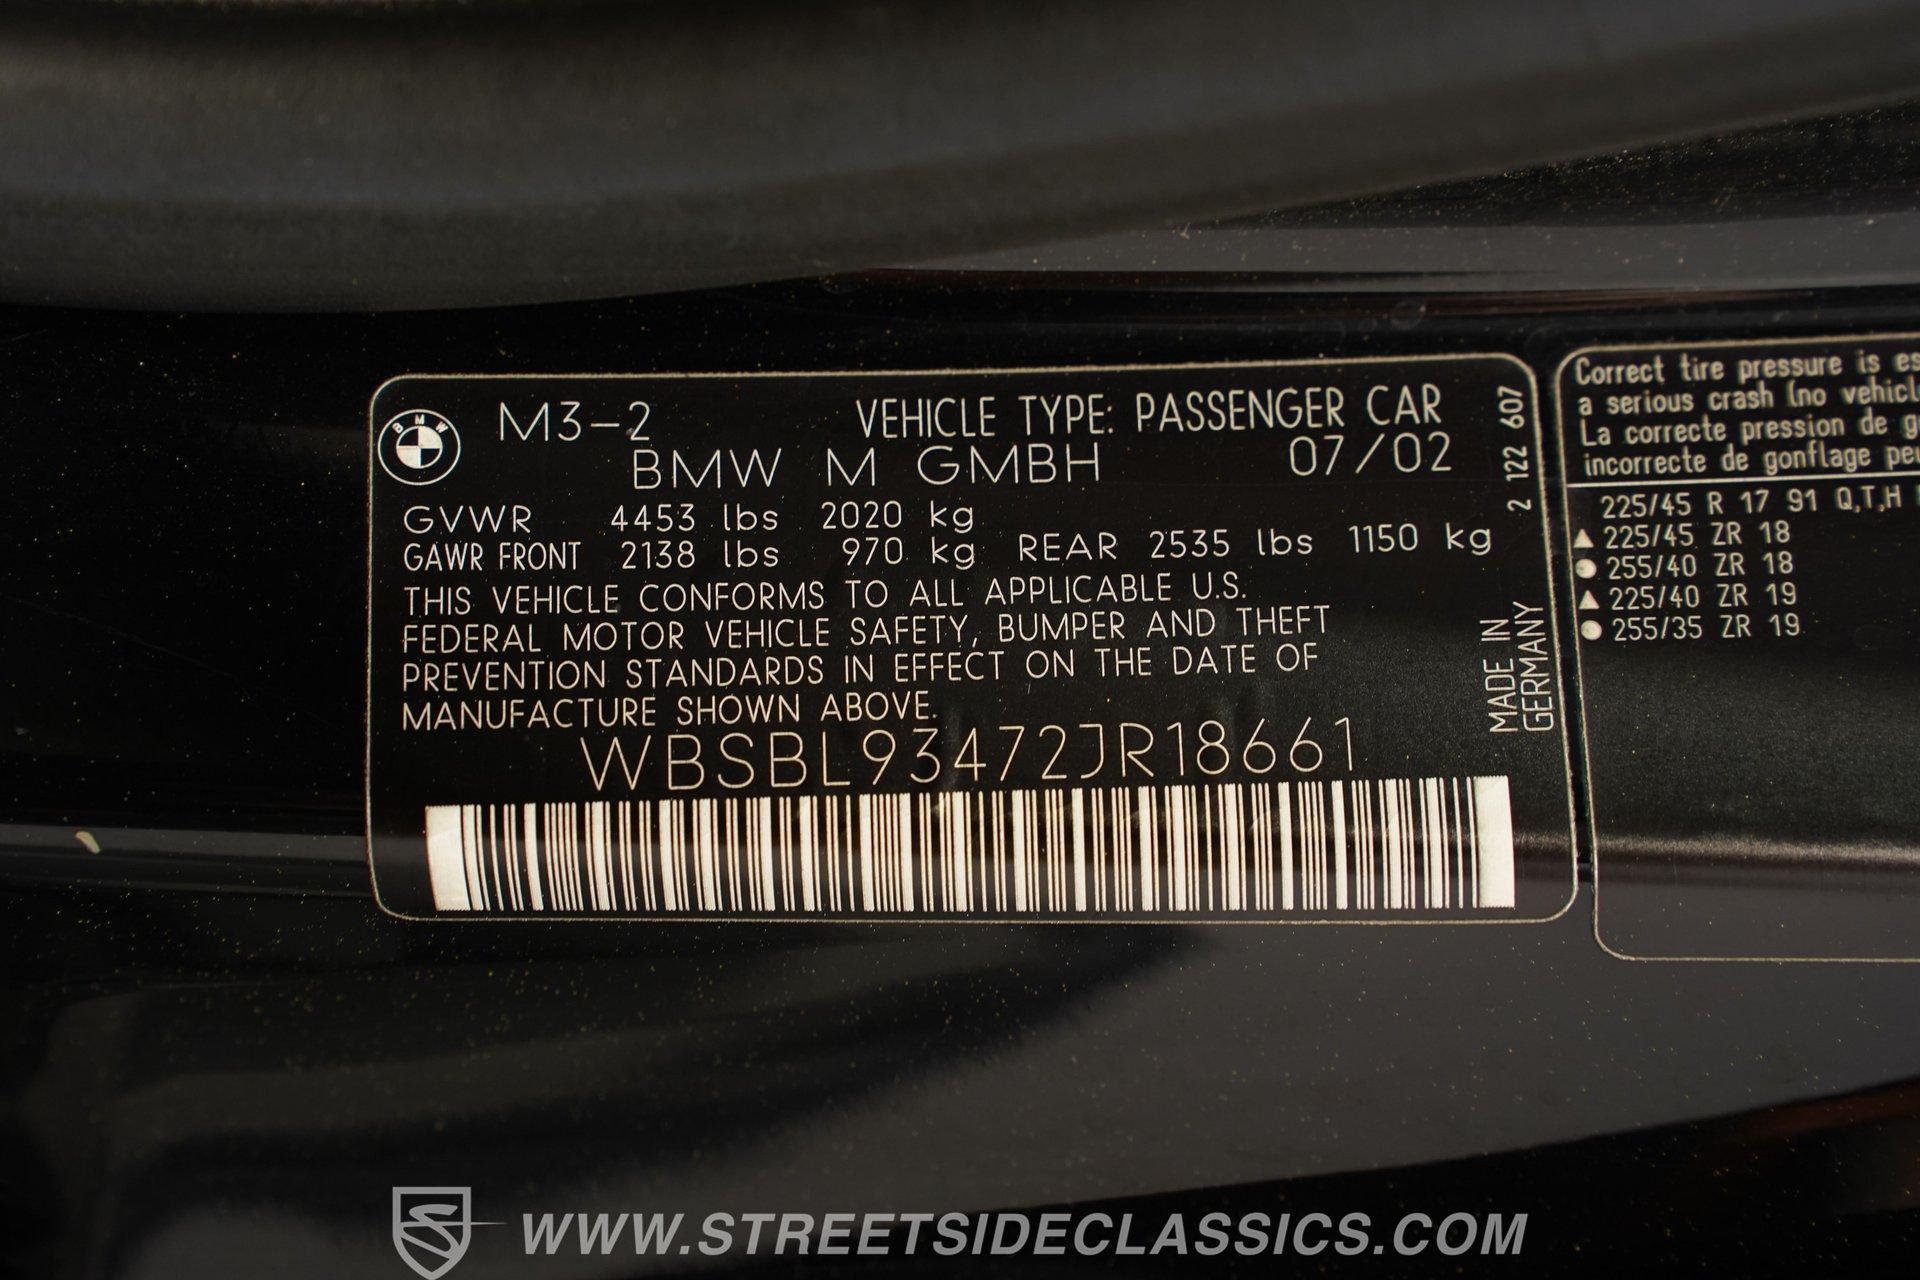 BMW
M3-2 VEHICLE TYPE: PASSENGER CAR
BMW M GMBH 07/02
GVWR 4453 lbs 2020 kg
GAWR FRONT 2138 lbs 970 kg REAR 2535 lbs 1150 kg
THIS VEHICLE CONFORMS TO ALL APPLICABLE U.S.
FEDERAL MOTOR VEHICLE SAFETY, BUMPER AND THEFT
PREVENTION STANDARDS IN EFFECT ON THE DATE OF
MANUFACTURE SHOWN ABOVE.
WBSBL93472JR18661
2 122 607
MADE IN
GERMANY
Correct tire pressure is
a serious crash (no
La correcte pression de
incorrecte de gonflage
225/45 R 17 91 Q,T,H
225/45 ZR 18
255/40 ZR 18
225/40 ZR 19
255/35 ZR 19
WWW.STREETSIDECLASSICS.COM